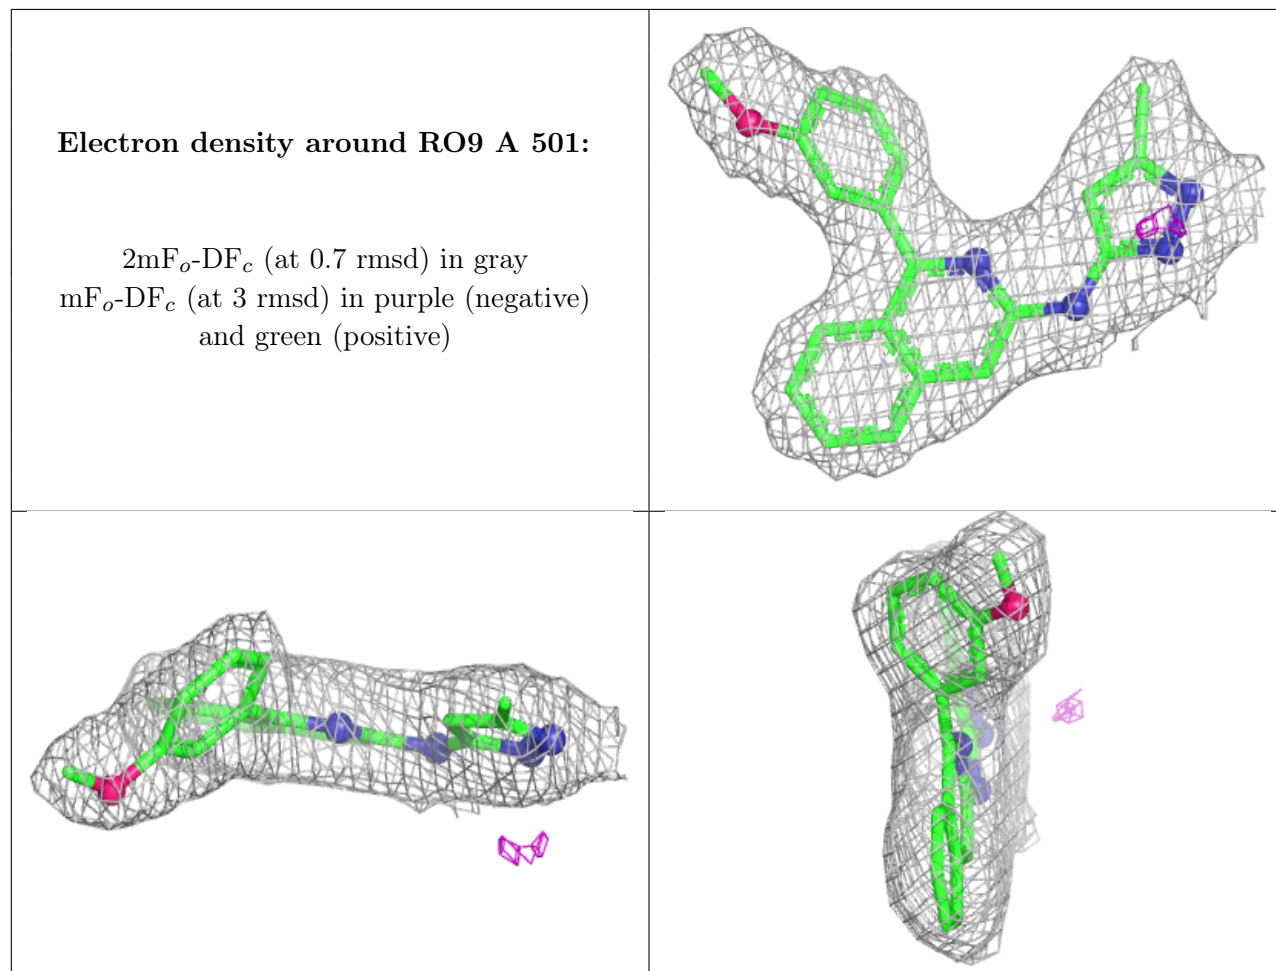 Electron density around RO9 A 501:
2mFo-DFc (at 0.7 rmsd) in gray
mFo-DFc (at 3 rmsd) in purple (negative)
and green (positive)